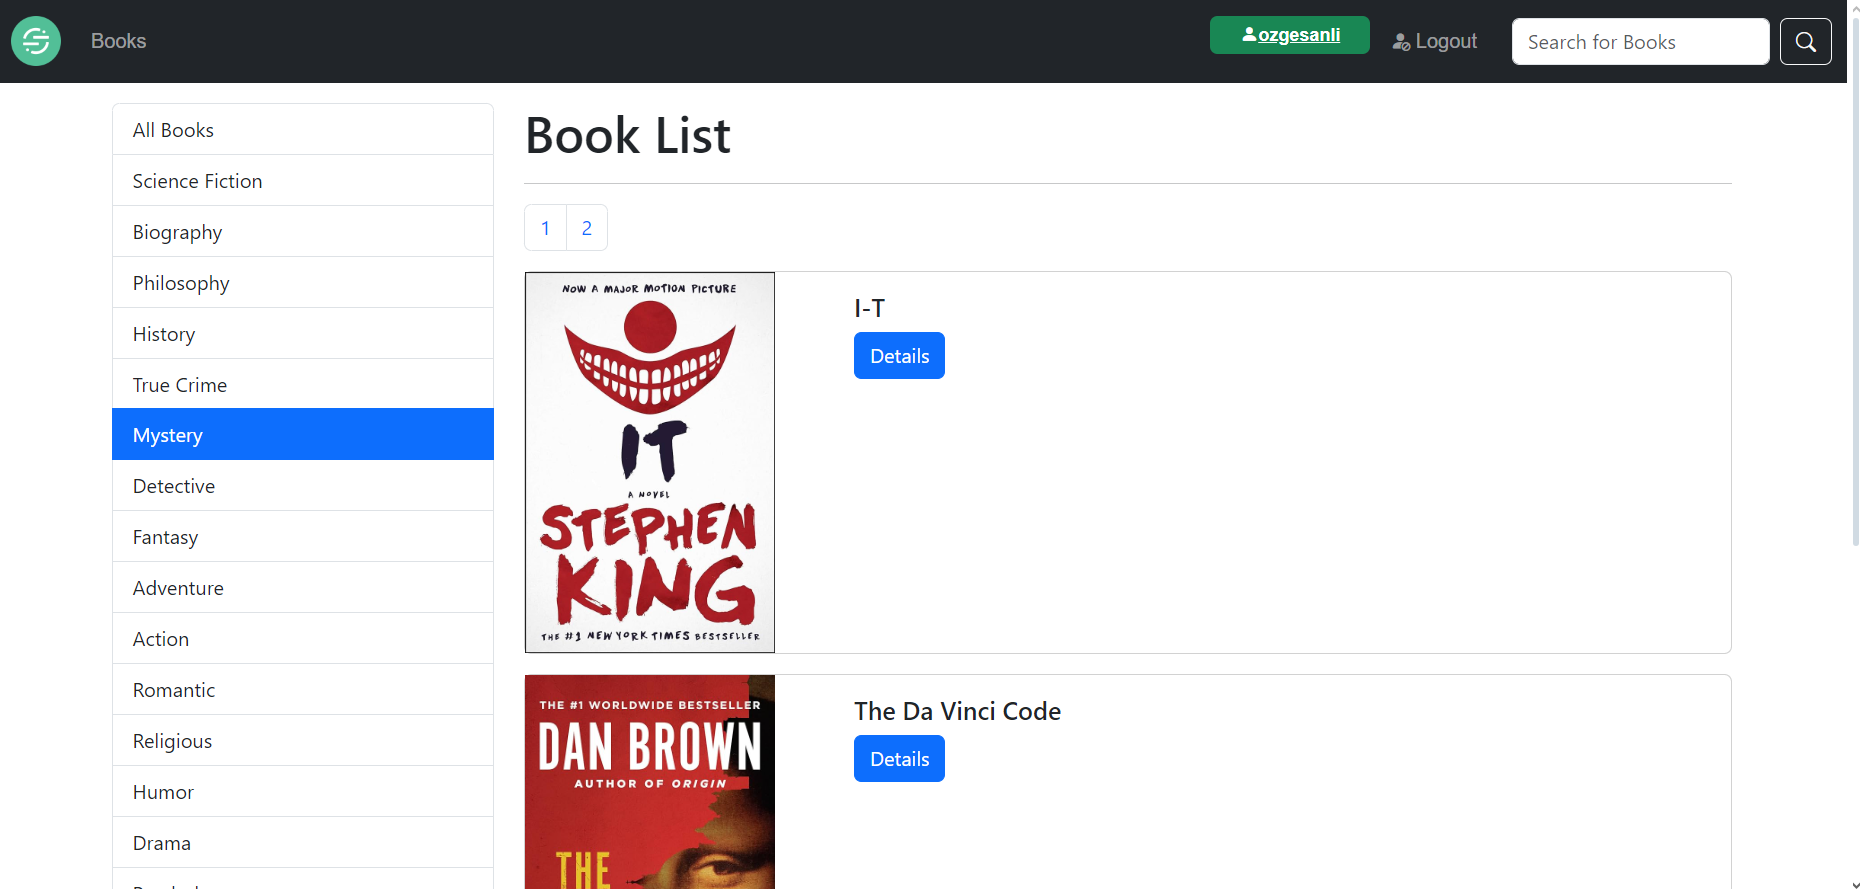 Books
ozgesanli
Logout
Search for Books
All Books
Science Fiction
Biography
Philosophy
History
True Crime
Mystery
Detective
Fantasy
Adventure
Action
Romantic
Religious
Humor
Drama
Book List
1 2
NOW A MAJOR MOTION PICTURE
IT
A NOVEL
STEPHEN
KING
THE #1 NEW YORK TIMES BESTSELLER
I-T
Details
THE #1 WORLDWIDE BESTSELLER
DAN BROWN
AUTHOR OF ORIGIN
THE
The Da Vinci Code
Details